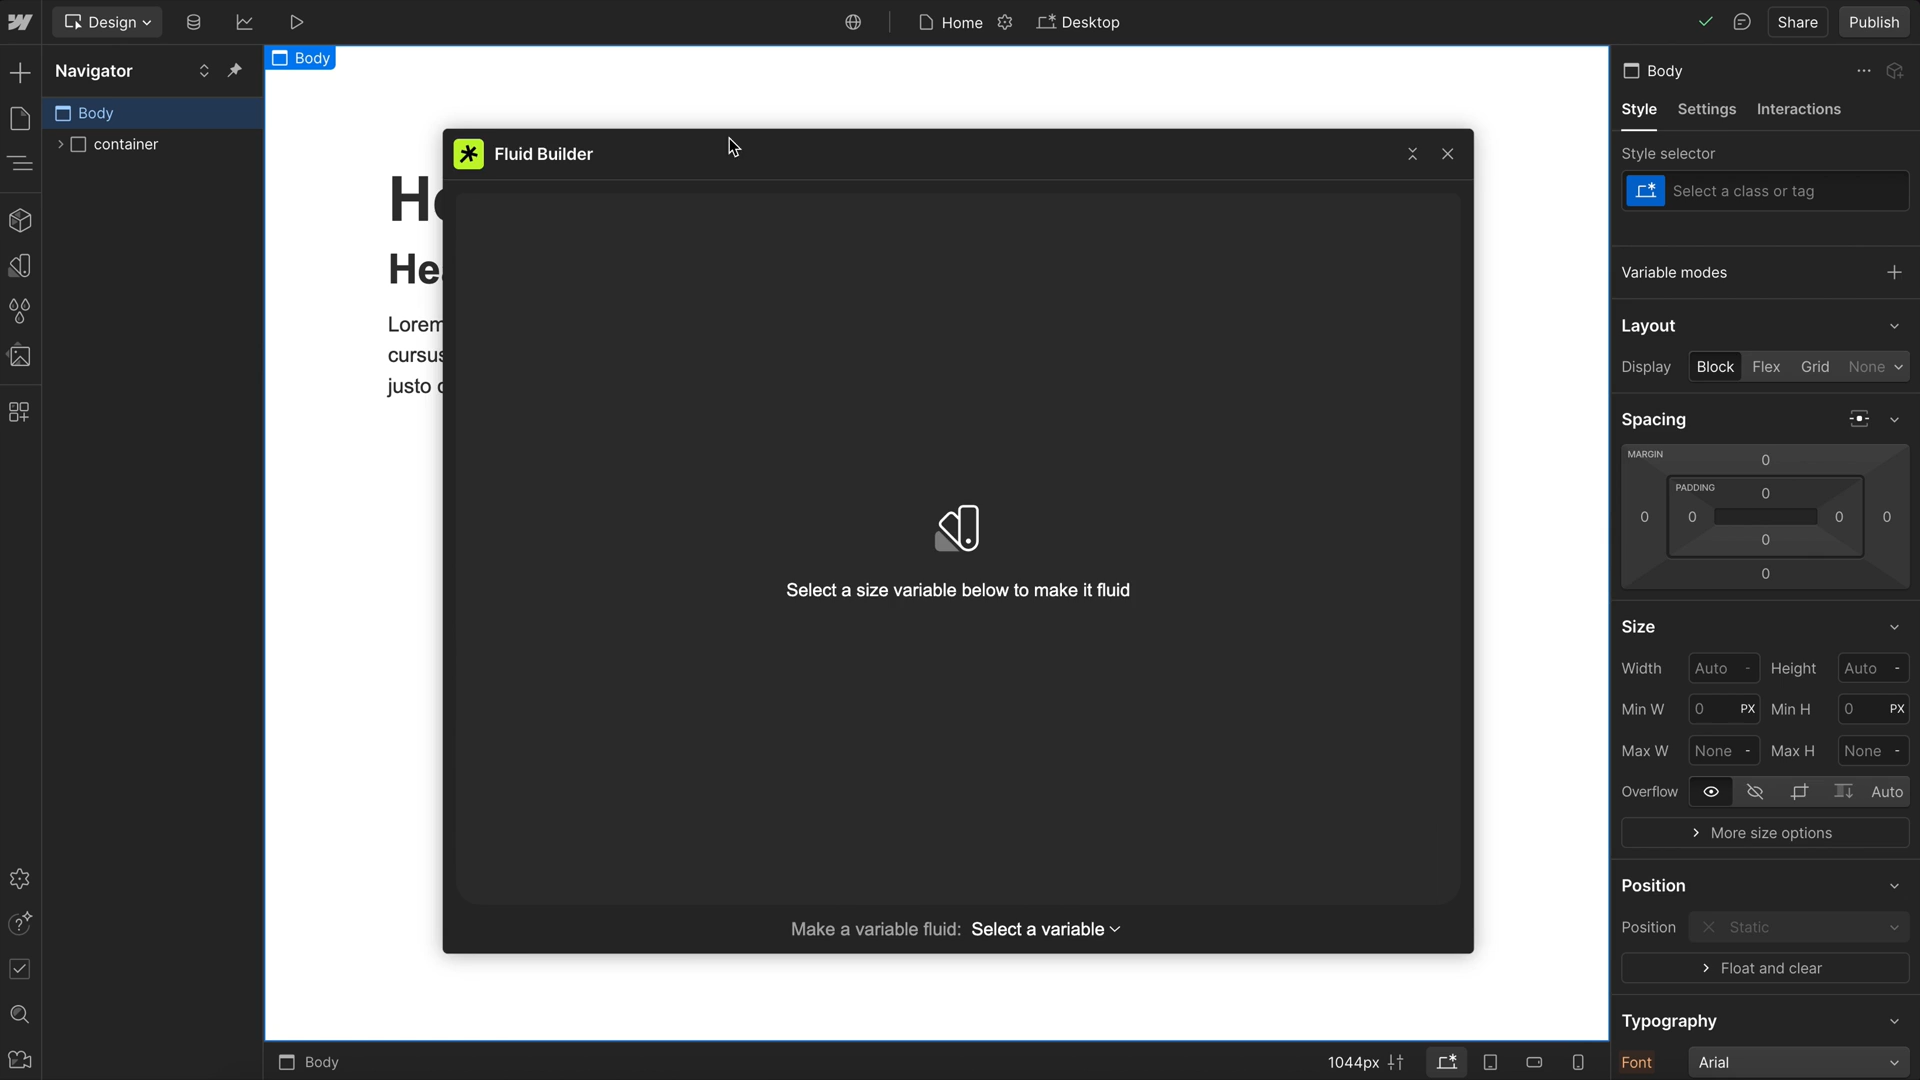 Design
Home
Desktop
Share
Publish
Navigator
Body
container
Body
Fluid Builder
Lorem
cursus
justo
Select a size variable below to make it fluid
Make a variable fluid: Select a variable
Body
1044px
Body
Style Settings Interactions
Style selector
Select a class or tag
Variable modes
Layout
Display Block Flex Grid None
Spacing
MARGIN
0
PADDING
0
0 0 0 0
0
0
Size
Width Auto - Height Auto -
Min W 0 PX Min H 0 PX
Max W None - Max H None -
Overflow Auto
More size options
Position
Position Static
Float and clear
Typography
Font Arial